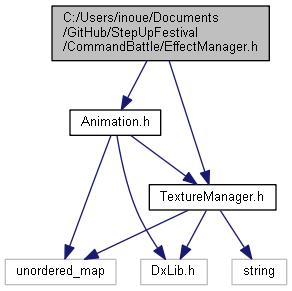 C:/Users/inoue/Documents
/GitHub/StepUpFestival
/CommandBattle/EffectManager.h
Animation.h
TextureManager.h
unordered_map
DxLib.h
string